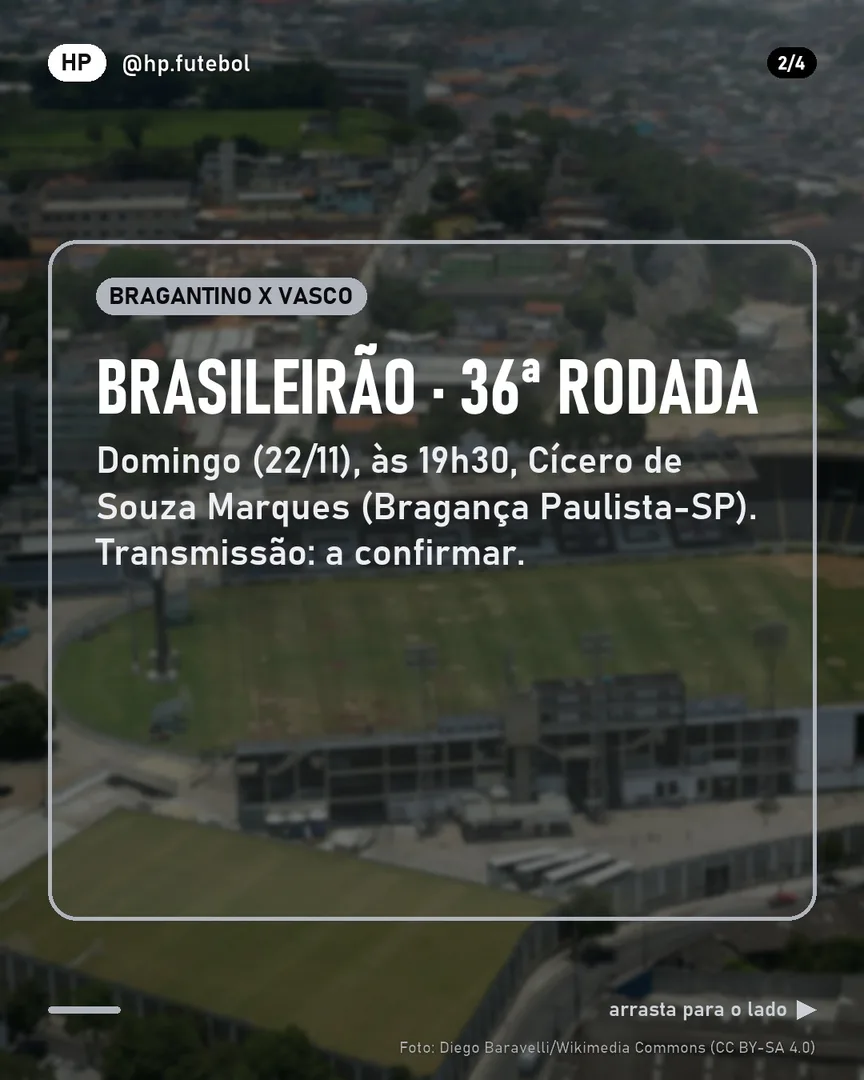 HP @hp.futebol 2/4
BRAGANTINO X VASCO
BRASILEIRÃO · 36ª RODADA
Domingo (22/11), às 19h30, Cícero de
Souza Marques (Bragança Paulista-SP).
Transmissão: a confirmar.
arrasta para o lado ▶
Foto: Diego Baravelli/Wikimedia Commons (CC BY-SA 4.0)